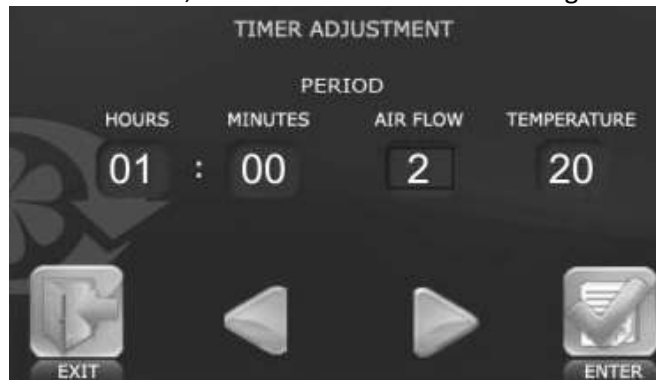 TIMER ADJUSTMENT
PERIOD
HOURS MINUTES AIR FLOW TEMPERATURE
01 : 00 2 20
EXIT ENTER